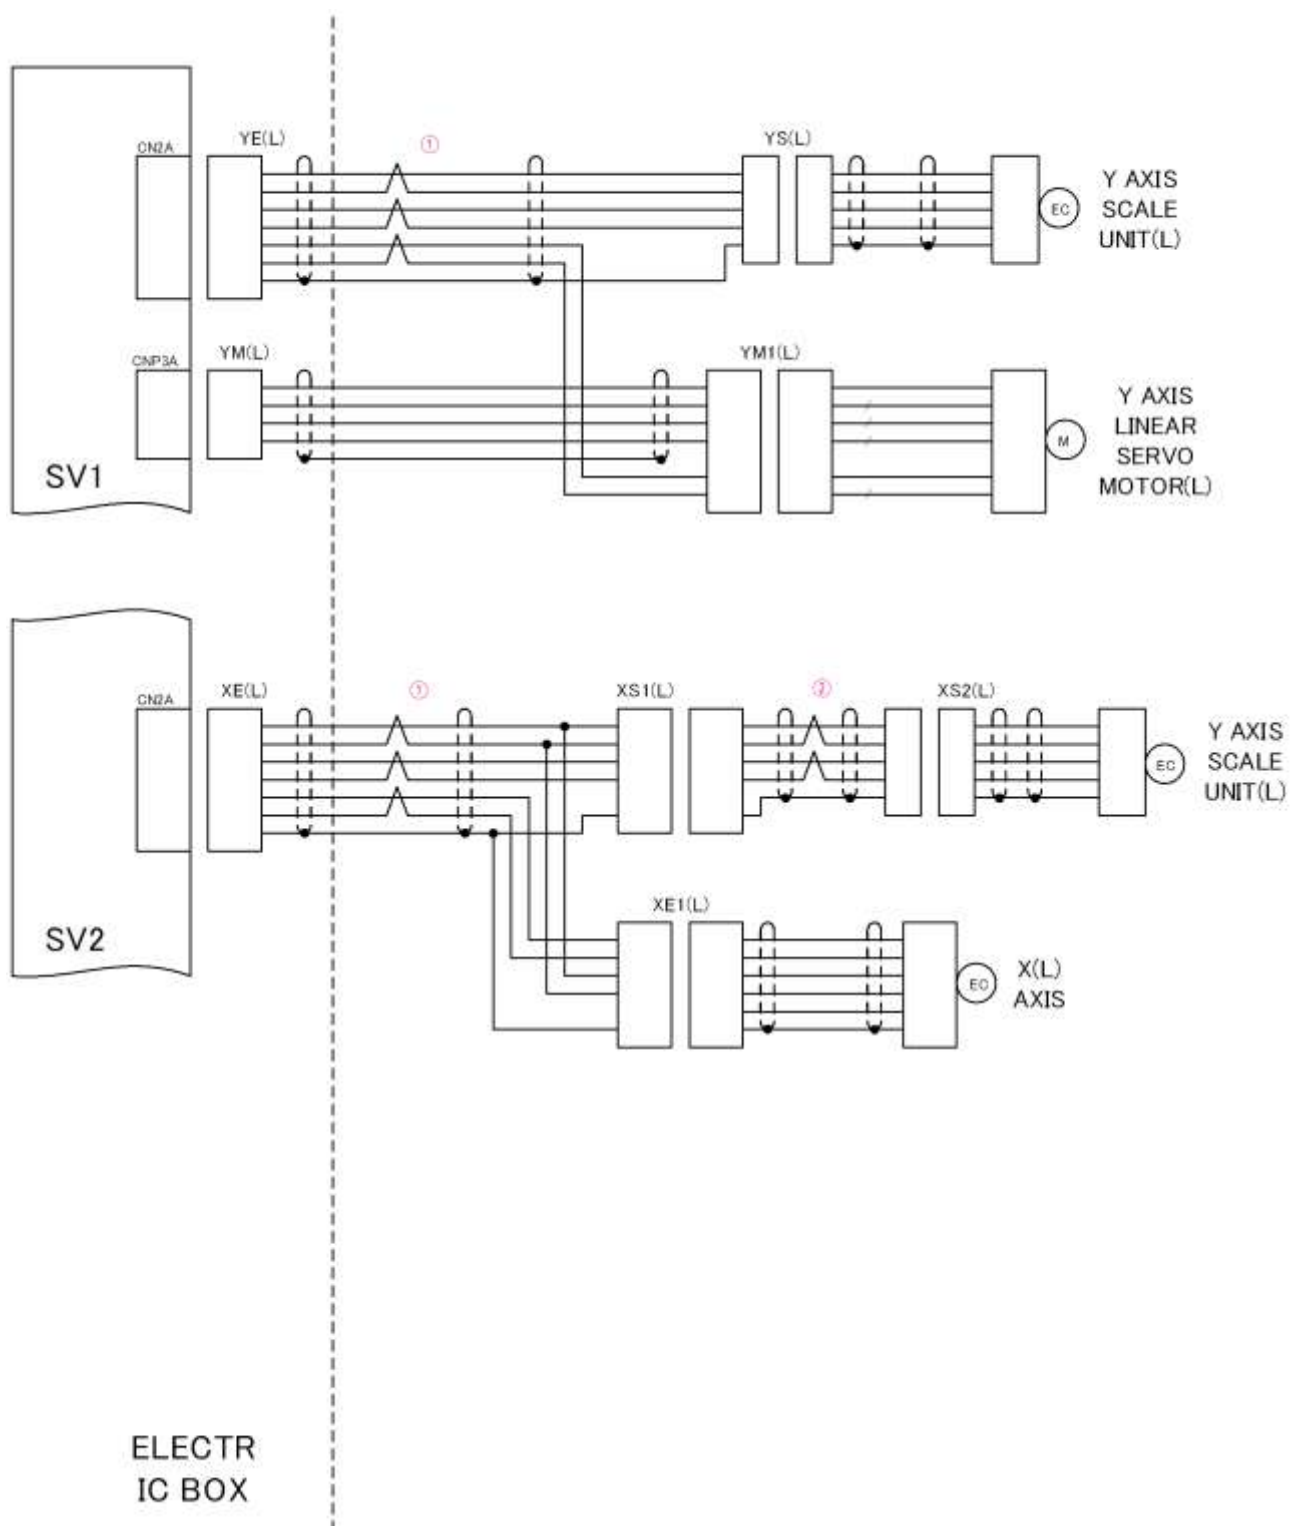 CN2A
YE(L)
①
YS(L)
EC
Y AXIS
SCALE
UNIT(L)
CNP3A
YM(L)
YM1(L)
M
Y AXIS
LINEAR
SERVO
MOTOR(L)
SV1
CN2A
XE(L)
①
XS1(L)
②
XS2(L)
EC
Y AXIS
SCALE
UNIT(L)
SV2
XE1(L)
EC
X(L)
AXIS
ELECTR
IC BOX